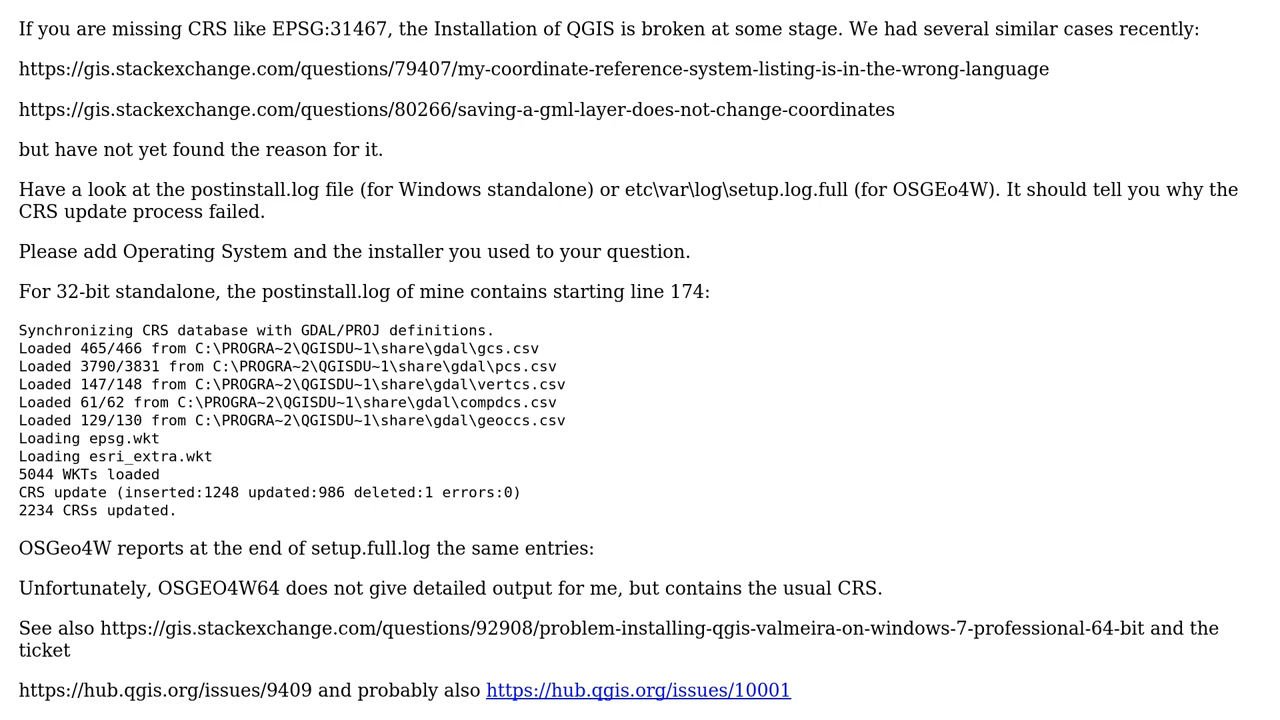 If you are missing CRS like EPSG:31467, the Installation of QGIS is broken at some stage. We had several similar cases recently:
https://gis.stackexchange.com/questions/79407/my-coordinate-reference-system-listing-is-in-the-wrong-language
https://gis.stackexchange.com/questions/80266/saving-a-gml-layer-does-not-change-coordinates
but have not yet found the reason for it.
Have a look at the postinstall.log file (for Windows standalone) or etc\var\log\setup.log.full (for OSGEo4W). It should tell you why the
CRS update process failed.
Please add Operating System and the installer you used to your question.
For 32-bit standalone, the postinstall.log of mine contains starting line 174:
Synchronizing CRS database with GDAL/PROJ definitions.
Loaded 465/466 from C:\PROGRA~2\QGISDU~1\share\gdal\gcs.csv
Loaded 3790/3831 from C:\PROGRA~2\QGISDU~1\share\gdal\pcs.csv
Loaded 147/148 from C:\PROGRA~2\QGISDU~1\share\gdal\vertcs.csv
Loaded 61/62 from C:\PROGRA~2\QGISDU~1\share\gdal\compdcs.csv
Loaded 129/130 from C:\PROGRA~2\QGISDU~1\share\gdal\geoccs.csv
Loading epsg.wkt
Loading esri_extra.wkt
5044 WKTs loaded
CRS update (inserted:1248 updated:986 deleted:1 errors:0)
2234 CRSs updated.
OSGeo4W reports at the end of setup.full.log the same entries:
Unfortunately, OSGEO4W64 does not give detailed output for me, but contains the usual CRS.
See also https://gis.stackexchange.com/questions/92908/problem-installing-qgis-valmeira-on-windows-7-professional-64-bit and the
ticket
https://hub.qgis.org/issues/9409 and probably also https://hub.qgis.org/issues/10001